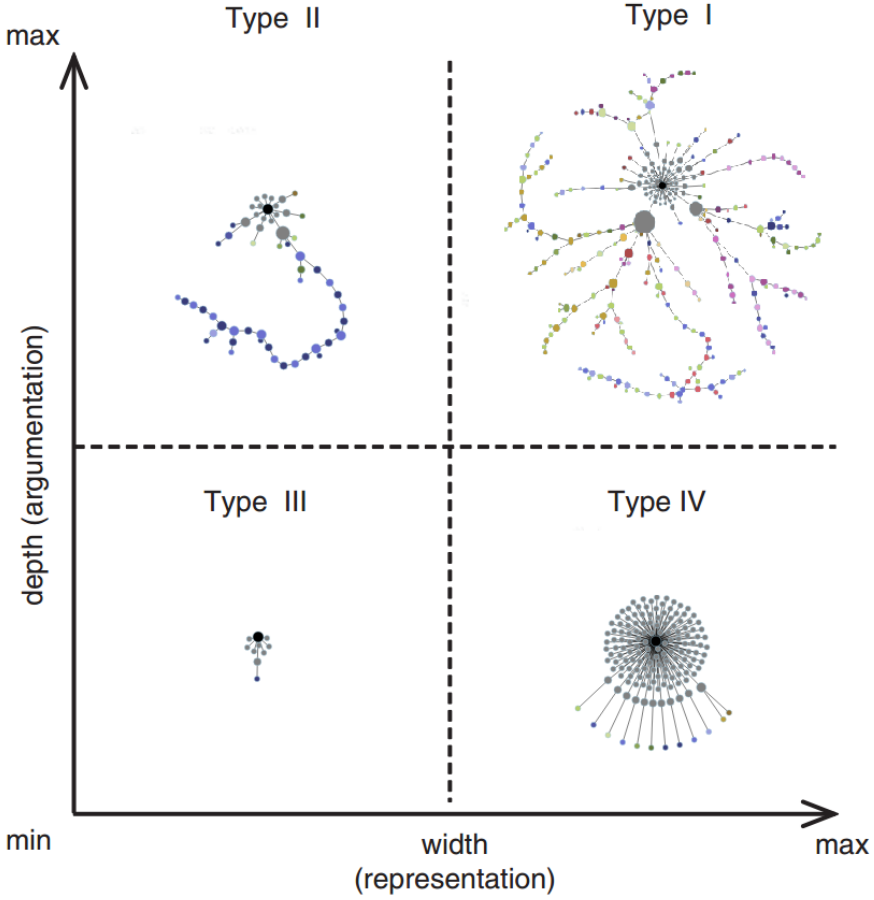 Type II
Type I
max
depth (argumentation)
Type III
Type IV
min
width
(representation)
max